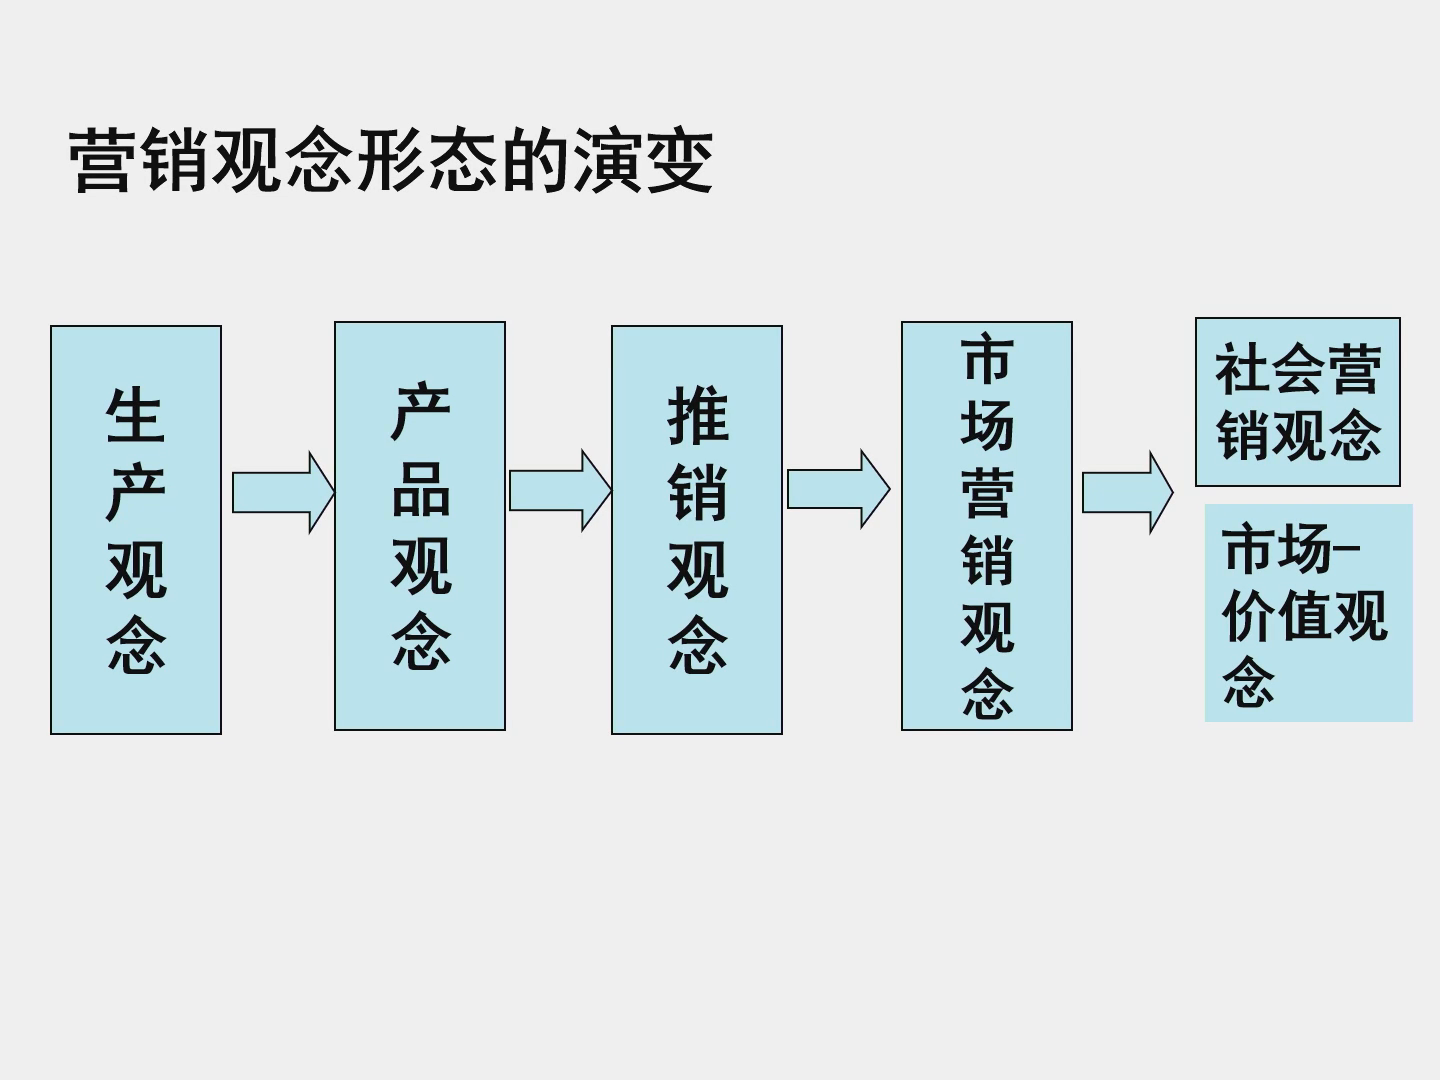 营销观念形态的演变
生产观念
产品观念
推销观念
市场营销观念
社会营
销观念
市场–
价值观
念